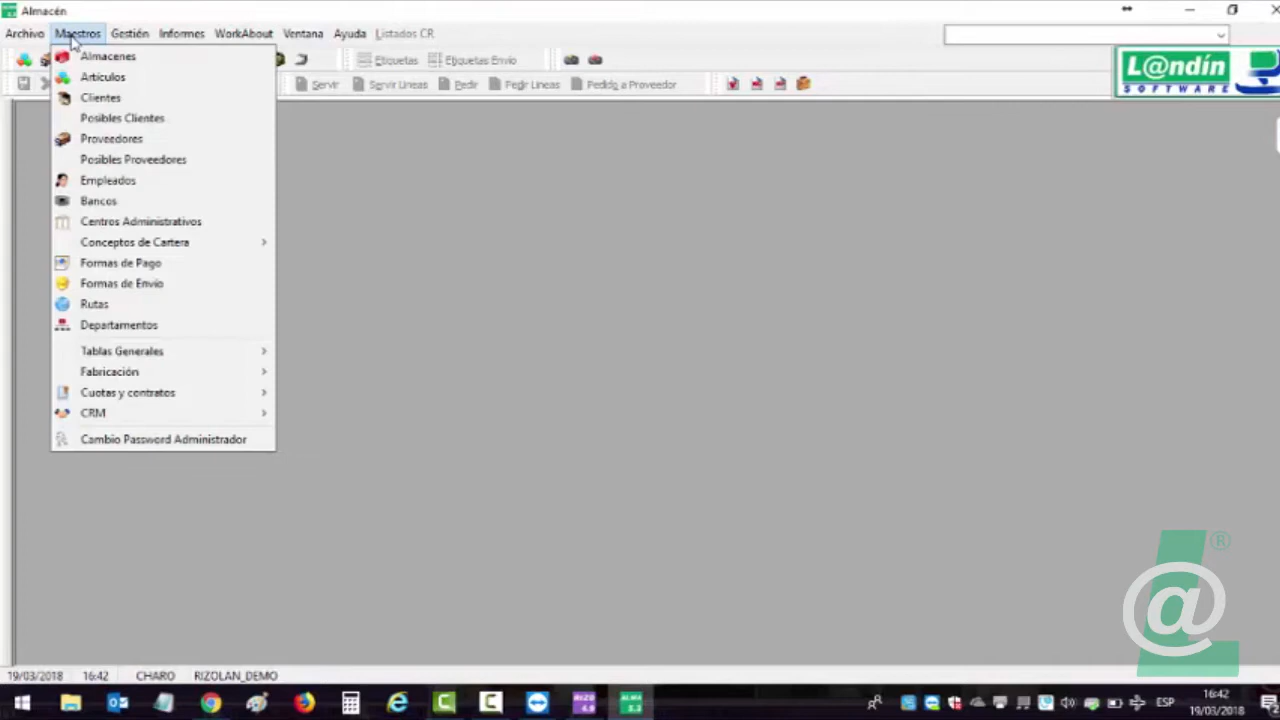 Almacén
Archivo Maestros Gestión Informes WorkAbout Ventana Ayuda Listados CR
Etiquetas Etiquetas Envio
Servir Servir Lineas Pedir Pedir Lineas Pedido a Proveedor
L@ndín
SOFTWARE
Almacenes
Artículos
Clientes
Posibles Clientes
Proveedores
Posibles Proveedores
Empleados
Bancos
Centros Administrativos
Conceptos de Cartera
Formas de Pago
Formas de Envío
Rutas
Departamentos
Tablas Generales
Fabricación
Cuotas y contratos
CRM
Cambio Password Administrador
L@®
19/03/2018 16:42 CHARO RIZOLAN_DEMO
ESP
16:42
19/03/2018